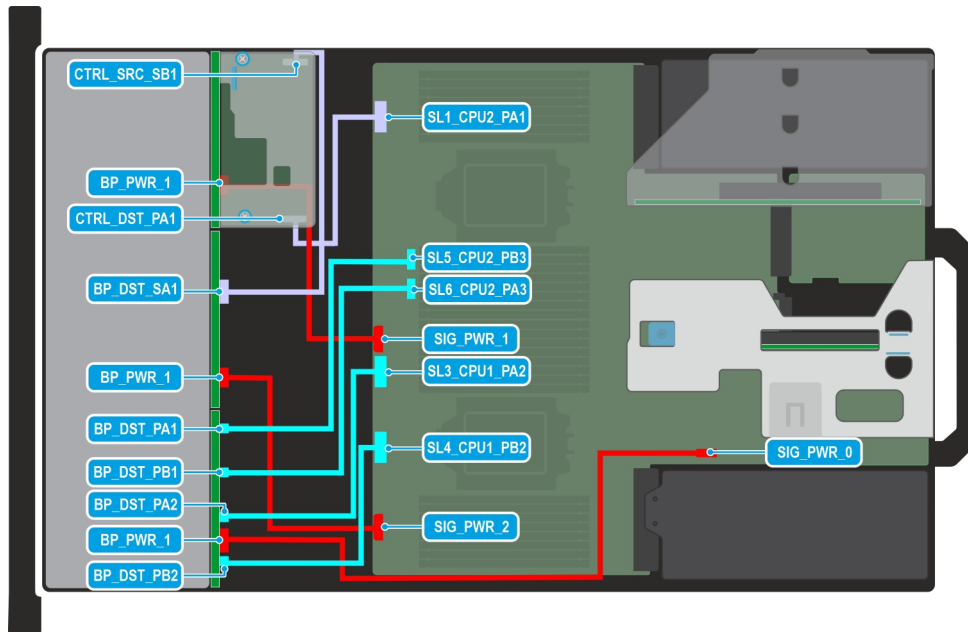 CTRL_SRC_SB1
BP_PWR_1
CTRL_DST_PA1
BP_DST_SA1
BP_PWR_1
BP_DST_PA1
BP_DST_PB1
BP_DST_PA2
BP_PWR_1
BP_DST_PB2
SL1_CPU2_PA1
SL5_CPU2_PB3
SL6_CPU2_PA3
SIG_PWR_1
SL3_CPU1_PA2
SL4_CPU1_PB2
SIG_PWR_2
SIG_PWR_0